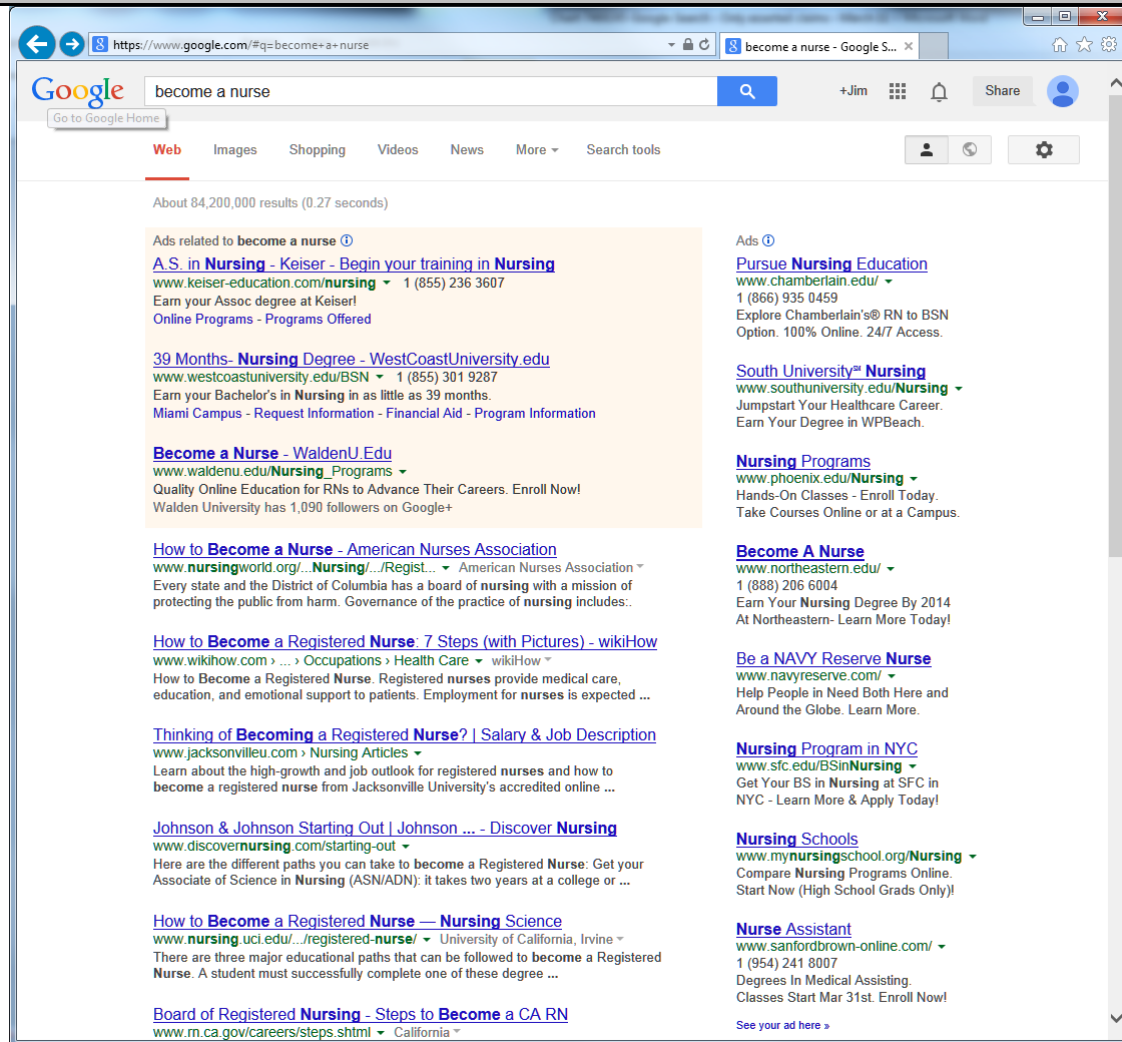 https://www.google.com/#q=become+a+nurse
become a nurse - Google S...
Google
become a nurse
+Jim
Share
Go to Google Home
Web Images Shopping Videos News More Search tools
About 84,200,000 results (0.27 seconds)
Ads related to become a nurse
A.S. in Nursing - Keiser - Begin your training in Nursing
www.keiser-education.com/nursing 1 (855) 236 3607
Earn your Assoc degree at Keiser!
Online Programs - Programs Offered
39 Months- Nursing Degree - WestCoastUniversity.edu
www.westcoastuniversity.edu/BSN 1 (855) 301 9287
Earn your Bachelor's in Nursing in as little as 39 months.
Miami Campus - Request Information - Financial Aid - Program Information
Become a Nurse - WaldenU.Edu
www.waldenu.edu/Nursing_Programs
Quality Online Education for RNs to Advance Their Careers. Enroll Now!
Walden University has 1,090 followers on Google+
How to Become a Nurse - American Nurses Association
www.nursingworld.org/...Nursing/.../Regist... American Nurses Association
Every state and the District of Columbia has a board of nursing with a mission of
protecting the public from harm. Governance of the practice of nursing includes:.
How to Become a Registered Nurse: 7 Steps (with Pictures) - wikiHow
www.wikihow.com › ... › Occupations › Health Care wikiHow
How to Become a Registered Nurse. Registered nurses provide medical care,
education, and emotional support to patients. Employment for nurses is expected ...
Thinking of Becoming a Registered Nurse? | Salary & Job Description
www.jacksonvilleu.com › Nursing Articles
Learn about the high-growth and job outlook for registered nurses and how to
become a registered nurse from Jacksonville University's accredited online ...
Johnson & Johnson Starting Out | Johnson ... - Discover Nursing
www.discovernursing.com/starting-out
Here are the different paths you can take to become a Registered Nurse: Get your
Associate of Science in Nursing (ASN/ADN): it takes two years at a college or ...
How to Become a Registered Nurse — Nursing Science
www.nursing.uci.edu/.../registered-nurse/ University of California, Irvine
There are three major educational paths that can be followed to become a Registered
Nurse. A student must successfully complete one of these degree ...
Board of Registered Nursing - Steps to Become a CA RN
www.rn.ca.gov/careers/steps.shtml California
Ads
Pursue Nursing Education
www.chamberlain.edu/
1 (866) 935 0459
Explore Chamberlain's® RN to BSN
Option. 100% Online. 24/7 Access.
South University℠ Nursing
www.southuniversity.edu/Nursing
Jumpstart Your Healthcare Career.
Earn Your Degree in WPBeach.
Nursing Programs
www.phoenix.edu/Nursing
Hands-On Classes - Enroll Today.
Take Courses Online or at a Campus.
Become A Nurse
www.northeastern.edu/
1 (888) 206 6004
Earn Your Nursing Degree By 2014
At Northeastern- Learn More Today!
Be a NAVY Reserve Nurse
www.navyreserve.com/
Help People in Need Both Here and
Around the Globe. Learn More.
Nursing Program in NYC
www.sfc.edu/BSinNursing
Get Your BS in Nursing at SFC in
NYC - Learn More & Apply Today!
Nursing Schools
www.mynursingschool.org/Nursing
Compare Nursing Programs Online.
Start Now (High School Grads Only)!
Nurse Assistant
www.sanfordbrown-online.com/
1 (954) 241 8007
Degrees In Medical Assisting.
Classes Start Mar 31st. Enroll Now!
See your ad here »